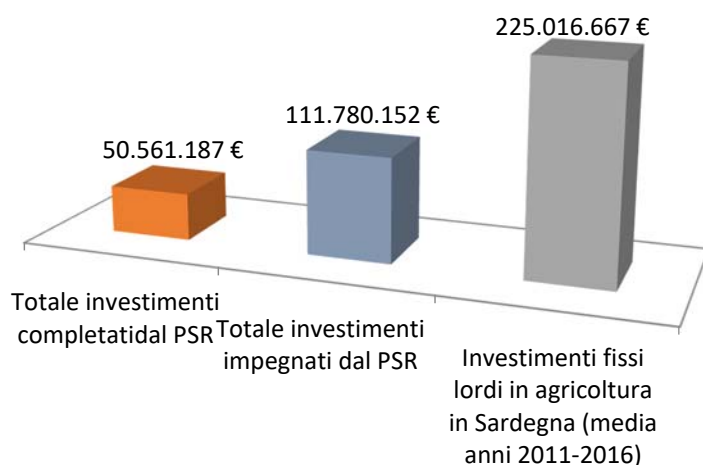 225.016.667 €
111.780.152 €
50.561.187 €
Totale investimenti
completatidal PSR
Totale investimenti
impegnati dal PSR
Investimenti fissi
lordi in agricoltura
in Sardegna (media
anni 2011-2016)